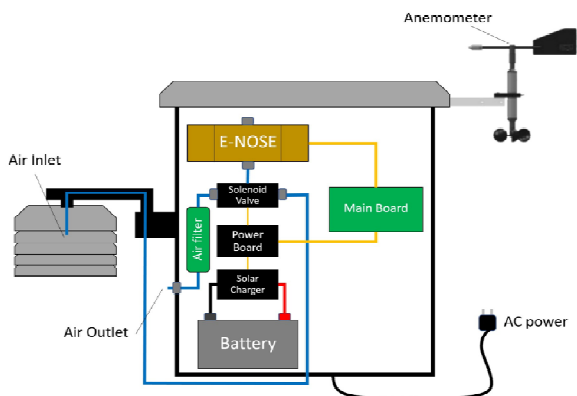 Anemometer
E-NOSE
Air Inlet
Solenoid
Valve
Main Board
Air filter
Power
Board
Solar
Charger
Air Outlet
Battery
AC power